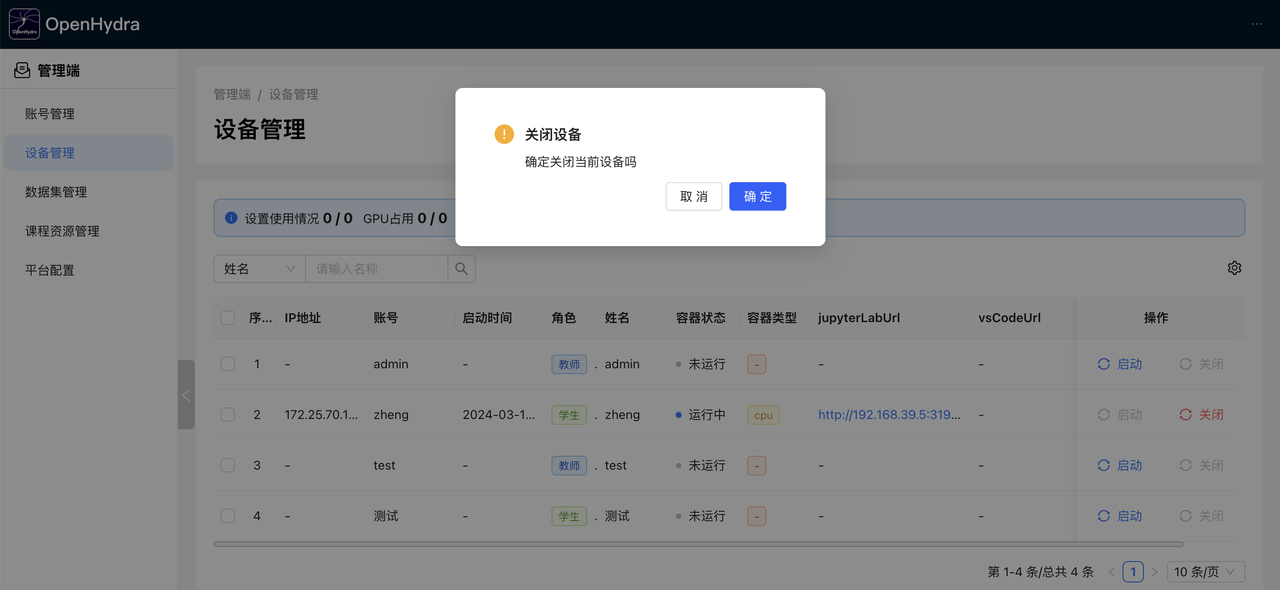 OpenHydra
OpenHydra
...
管理端
账号管理
设备管理
数据集管理
课程资源管理
平台配置
管理端 / 设备管理
设备管理
关闭设备
确定关闭当前设备吗
取 消 确 定
设置使用情况 0 / 0 GPU占用 0 / 0
姓名 请输入名称
序... IP地址 账号 启动时间 角色 姓名 容器状态 容器类型 jupyterLabUrl vsCodeUrl 操作
1 - admin - 教师 . admin 未运行 - - - 启动 关闭
2 172.25.70.1... zheng 2024-03-1... 学生 . zheng 运行中 cpu http://192.168.39.5:319... - 启动 关闭
3 - test - 教师 . test 未运行 - - - 启动 关闭
4 - 测试 - 学生 . 测试 未运行 - - - 启动 关闭
第 1-4 条/总共 4 条 < 1 > 10 条/页